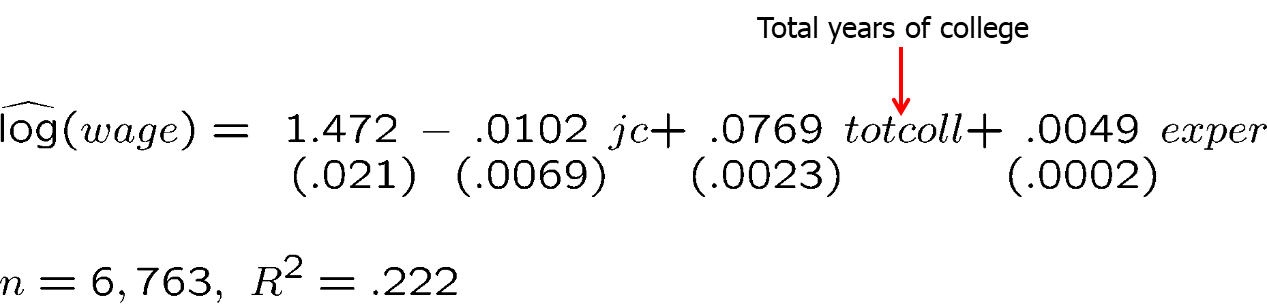 Total years of college
log^(wage) = 1.472 − .0102 jc+ .0769 totcoll+ .0049 exper
(.021) (.0069) (.0023) (.0002)
n = 6,763, R² = .222